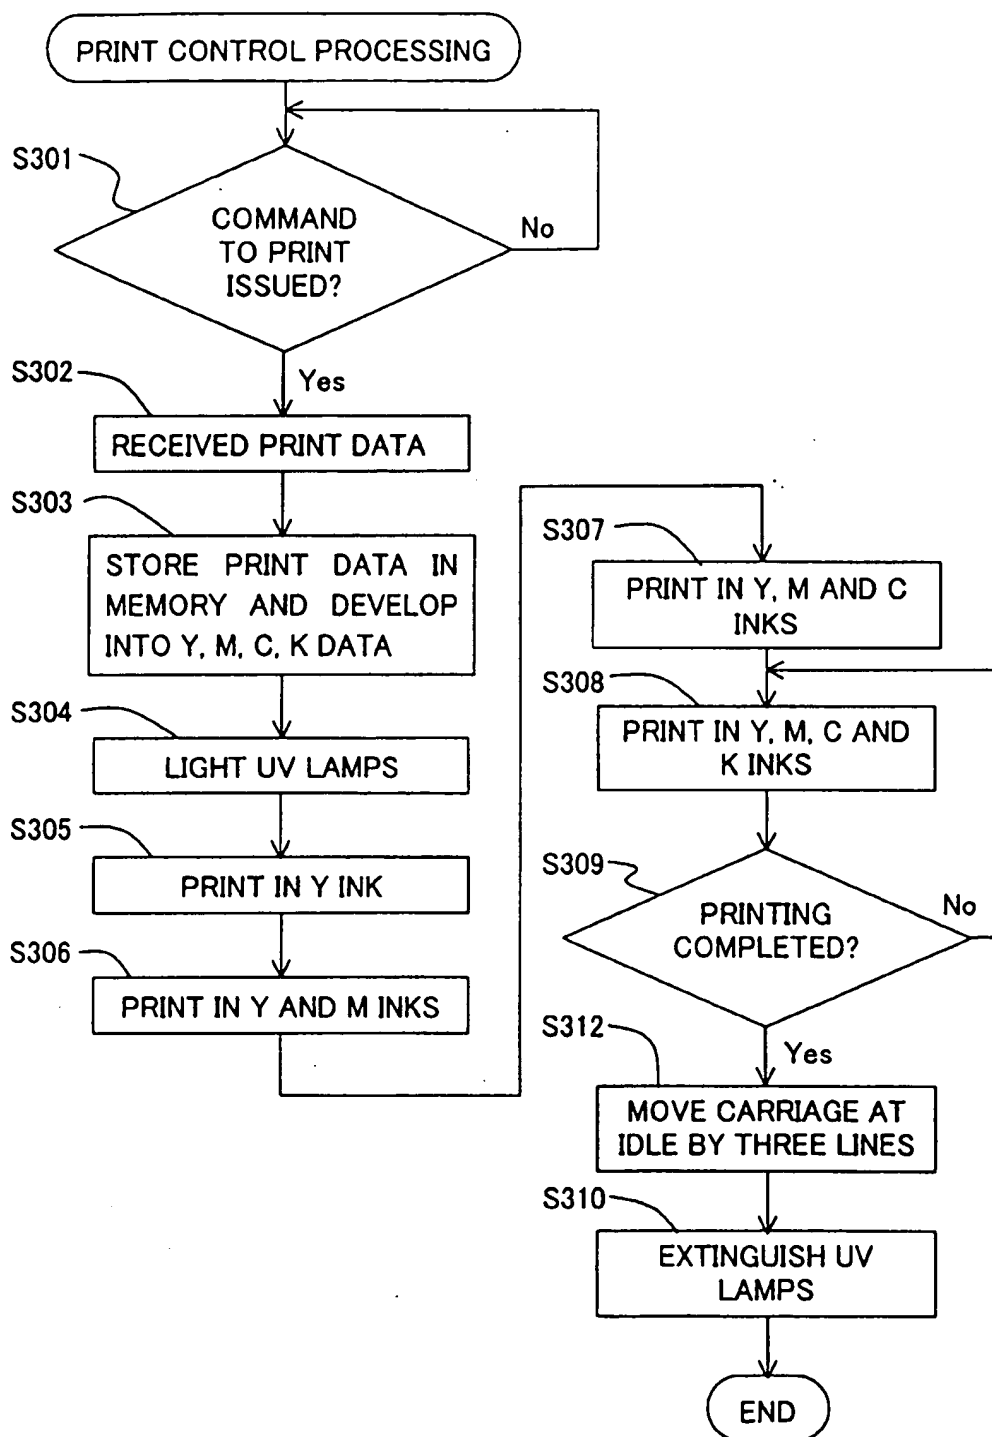 PRINT CONTROL PROCESSING
S301
COMMAND
TO PRINT
ISSUED?
No
Yes
S302
RECEIVED PRINT DATA
S303
STORE PRINT DATA IN
MEMORY AND DEVELOP
INTO Y, M, C, K DATA
S304
LIGHT UV LAMPS
S305
PRINT IN Y INK
S306
PRINT IN Y AND M INKS
S307
PRINT IN Y, M AND C
INKS
S308
PRINT IN Y, M, C AND
K INKS
S309
PRINTING
COMPLETED?
No
Yes
S312
MOVE CARRIAGE AT
IDLE BY THREE LINES
S310
EXTINGUISH UV
LAMPS
END